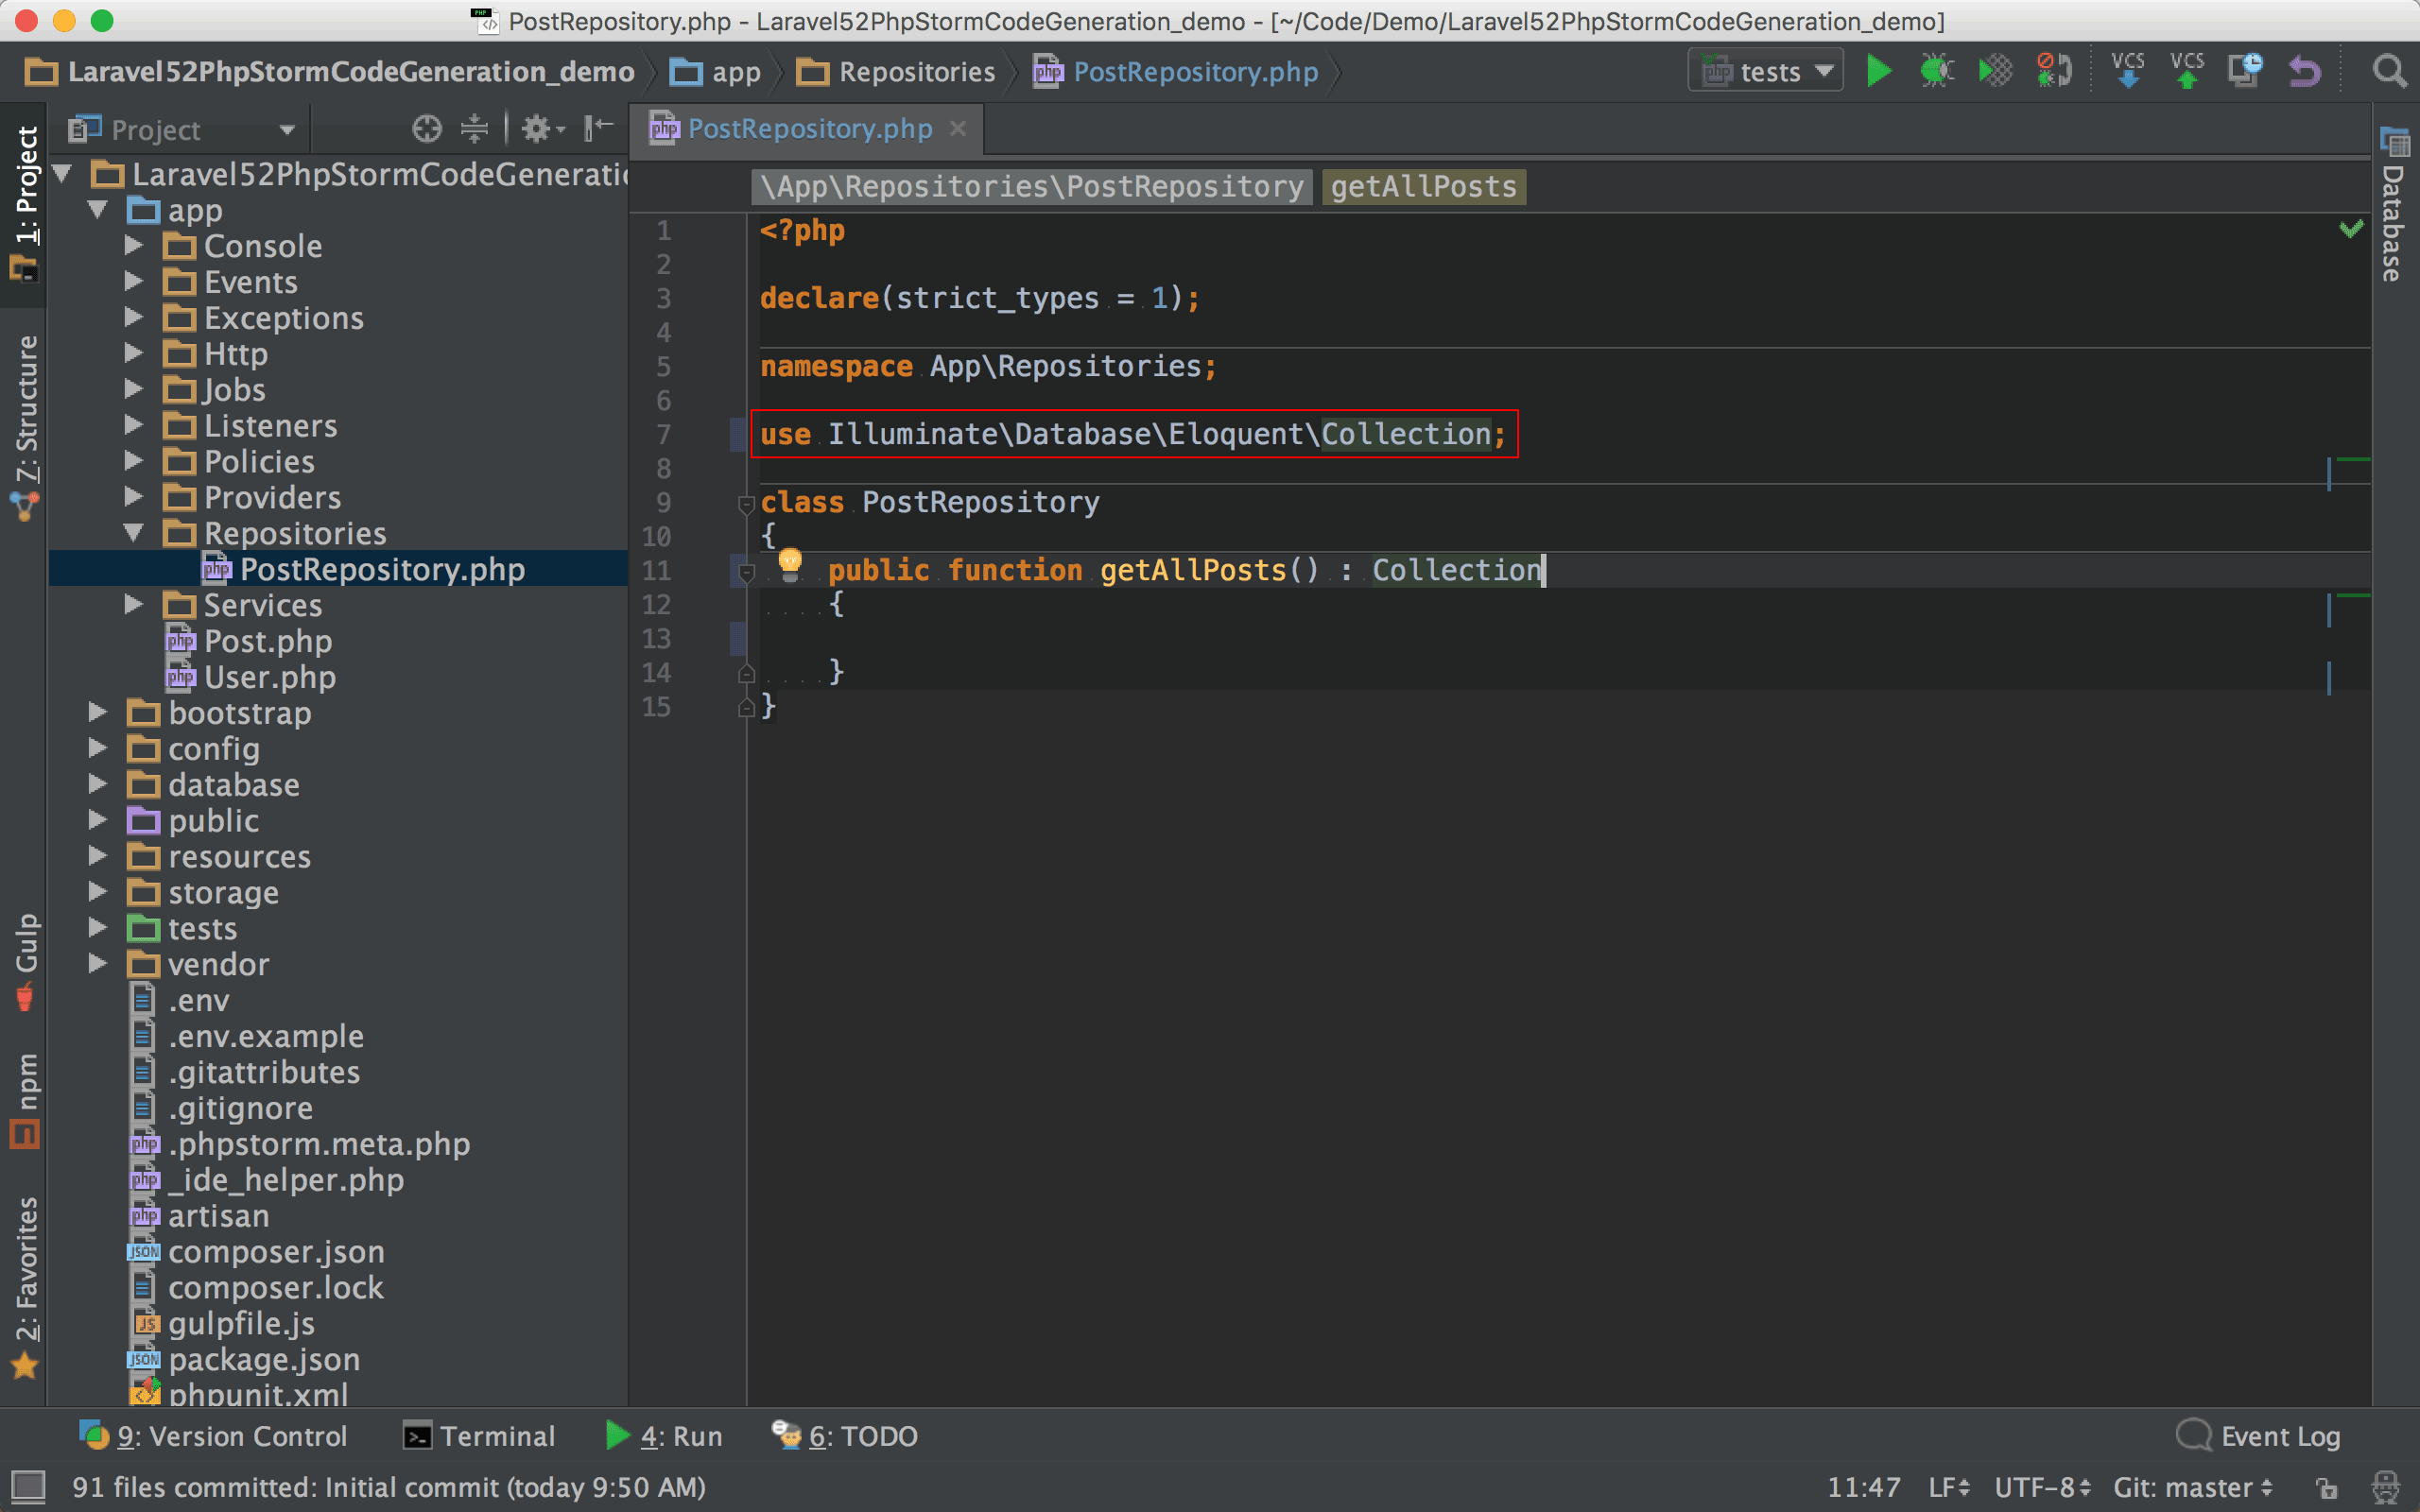 PostRepository.php - Laravel52PhpStormCodeGeneration_demo - [~/Code/Demo/Laravel52PhpStormCodeGeneration_demo]
Laravel52PhpStormCodeGeneration_demo app Repositories PostRepository.php tests VCS VCS
Project
PostRepository.php
\App\Repositories\PostRepository getAllPosts
1: Project
7: Structure
Gulp
npm
2: Favorites
Laravel52PhpStormCodeGenerati
app
Console
Events
Exceptions
Http
Jobs
Listeners
Policies
Providers
Repositories
PostRepository.php
Services
Post.php
User.php
bootstrap
config
database
public
resources
storage
tests
vendor
.env
.env.example
.gitattributes
.gitignore
.phpstorm.meta.php
_ide_helper.php
artisan
composer.json
composer.lock
gulpfile.js
package.json
phpunit.xml
1 <?php
2
3 declare(strict_types = 1);
4
5 namespace App\Repositories;
6
7 use Illuminate\Database\Eloquent\Collection;
8
9 class PostRepository
10 {
11 public function getAllPosts() : Collection
12 {
13
14 }
15 }
Database
9: Version Control Terminal 4: Run 6: TODO Event Log
91 files committed: Initial commit (today 9:50 AM) 11:47 LF UTF-8 Git: master